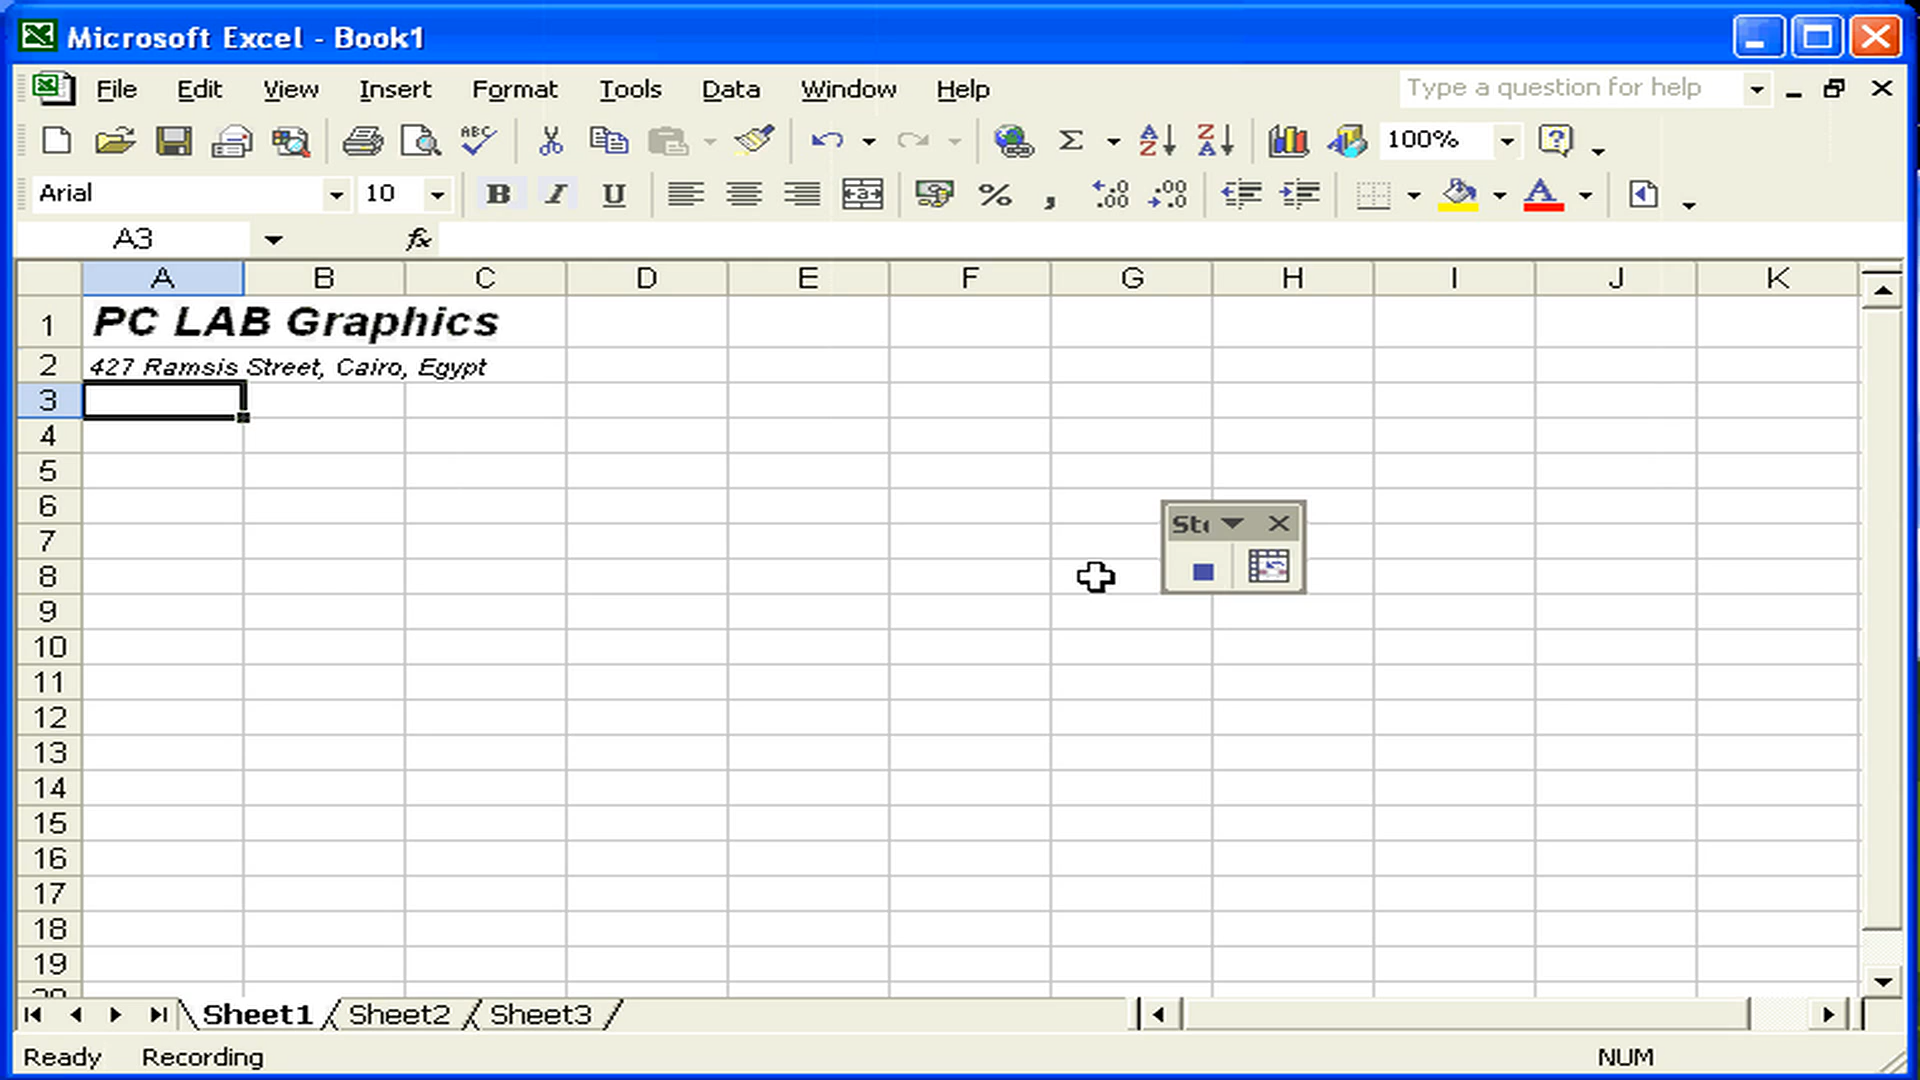 Microsoft Excel - Book1
File Edit View Insert Format Tools Data Window Help Type a question for help
100%
Arial 10 B I U % ,
A3 fx
A B C D E F G H I J K
1 PC LAB Graphics
2 427 Ramsis Street, Cairo, Egypt
3
4
5
6
7
8
9
10
11
12
13
14
15
16
17
18
19
Sheet1 Sheet2 Sheet3
Ready Recording NUM